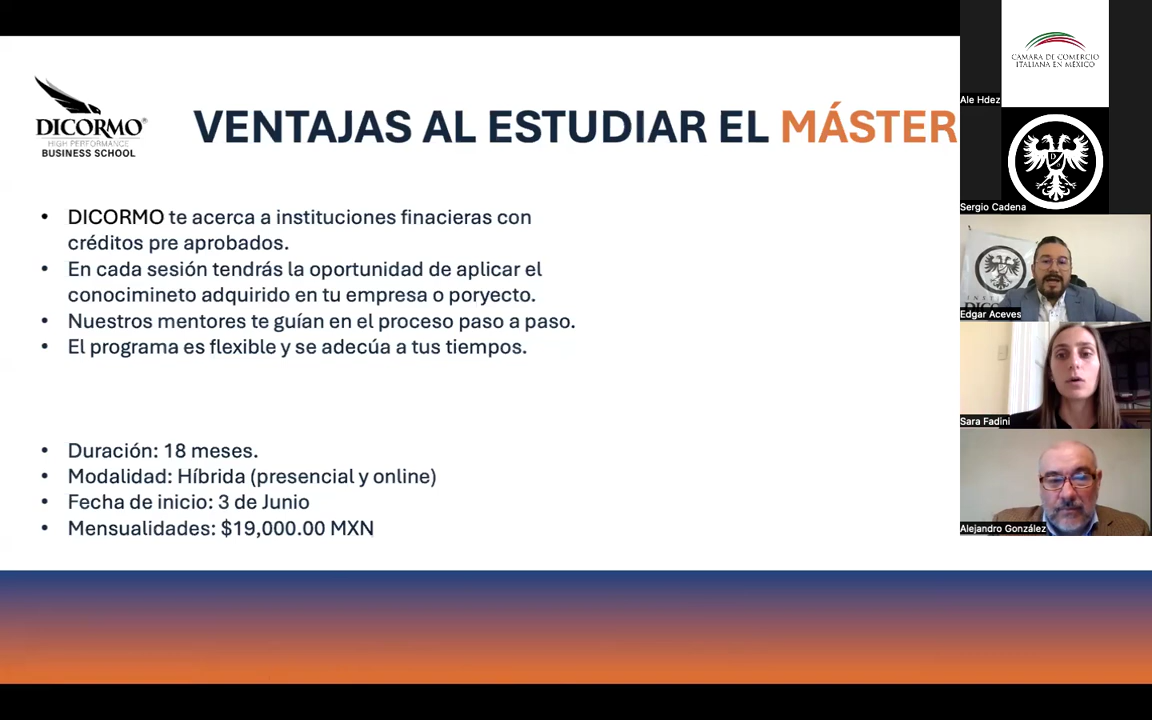 DICORMO®
HIGH PERFORMANCE
BUSINESS SCHOOL
VENTAJAS AL ESTUDIAR EL MÁSTER
• DICORMO te acerca a instituciones finacieras con
créditos pre aprobados.
• En cada sesión tendrás la oportunidad de aplicar el
conocimineto adquirido en tu empresa o poryecto.
• Nuestros mentores te guían en el proceso paso a paso.
• El programa es flexible y se adecúa a tus tiempos.
• Duración: 18 meses.
• Modalidad: Híbrida (presencial y online)
• Fecha de inicio: 3 de Junio
• Mensualidades: $19,000.00 MXN
CAMARA DE COMERCIO
ITALIANA EN MÉXICO
Ale Hdez
Sergio Cadena
Edgar Aceves
Sara Fadini
Alejandro González